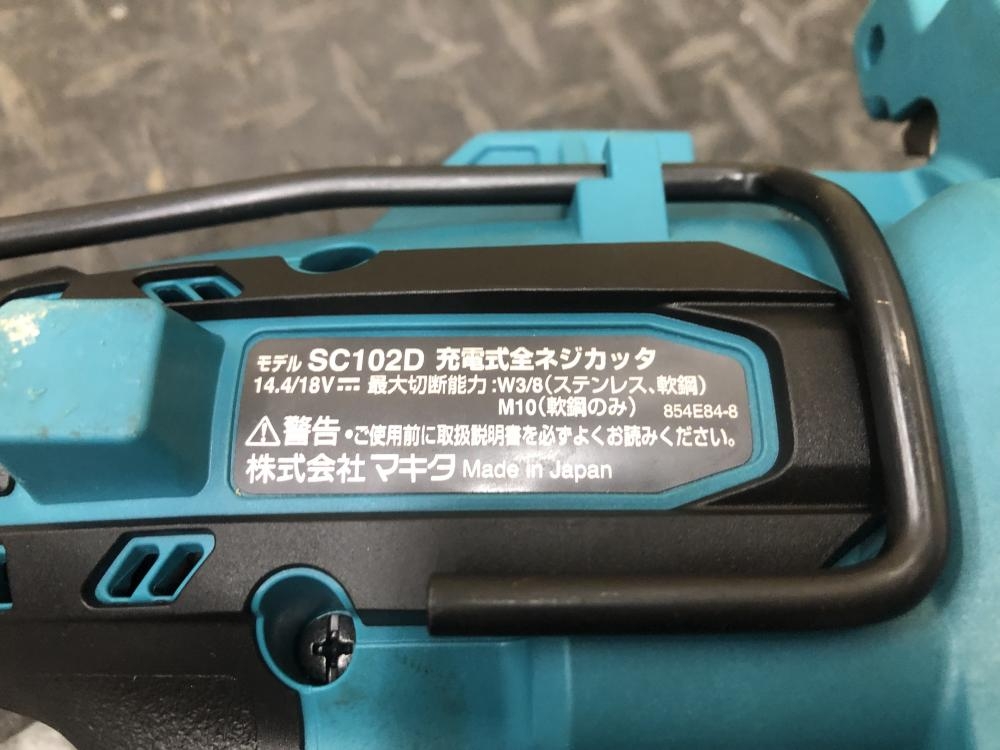 モデル SC102D 充電式全ネジカッタ
14.4/18V⎓ 最大切断能力:W3/8(ステンレス、軟鋼)
M10(軟鋼のみ) 854E84-8
⚠警告・ご使用前に取扱説明書を必ずよくお読みください。
株式会社 マキタ Made in Japan